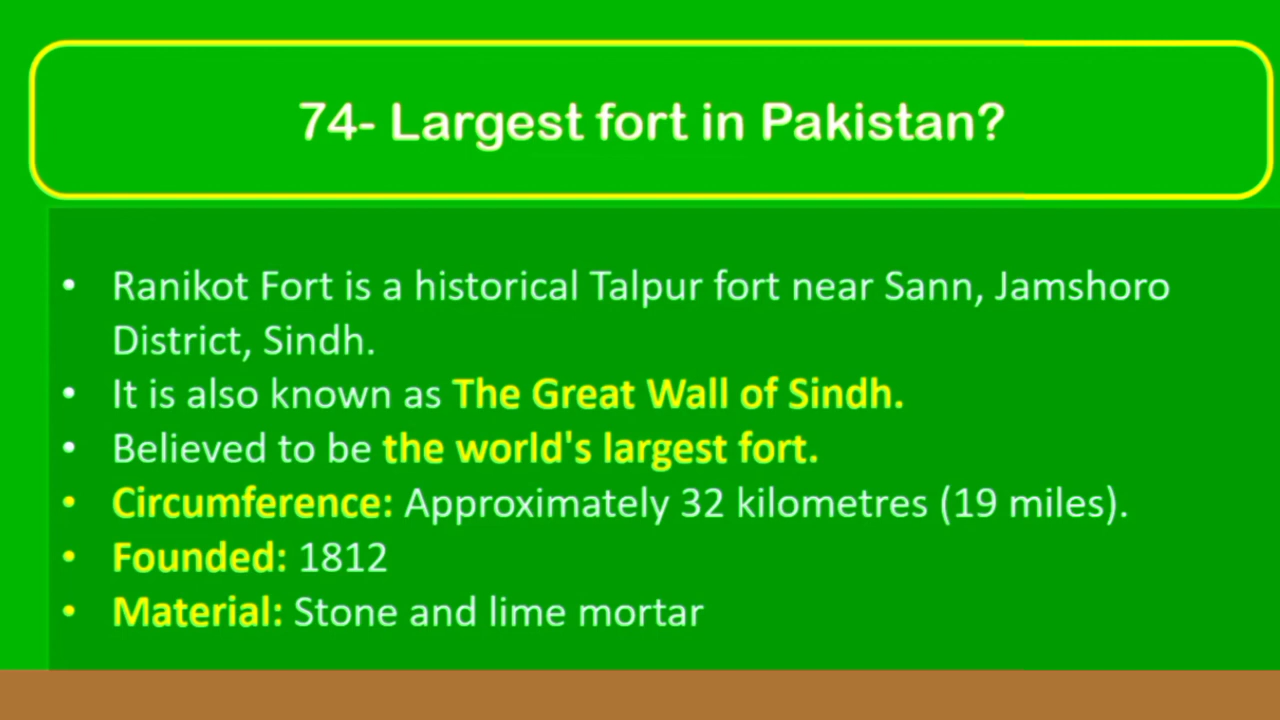 74- Largest fort in Pakistan?
• Ranikot Fort is a historical Talpur fort near Sann, Jamshoro
District, Sindh.
• It is also known as The Great Wall of Sindh.
• Believed to be the world's largest fort.
• Circumference: Approximately 32 kilometres (19 miles).
• Founded: 1812
• Material: Stone and lime mortar